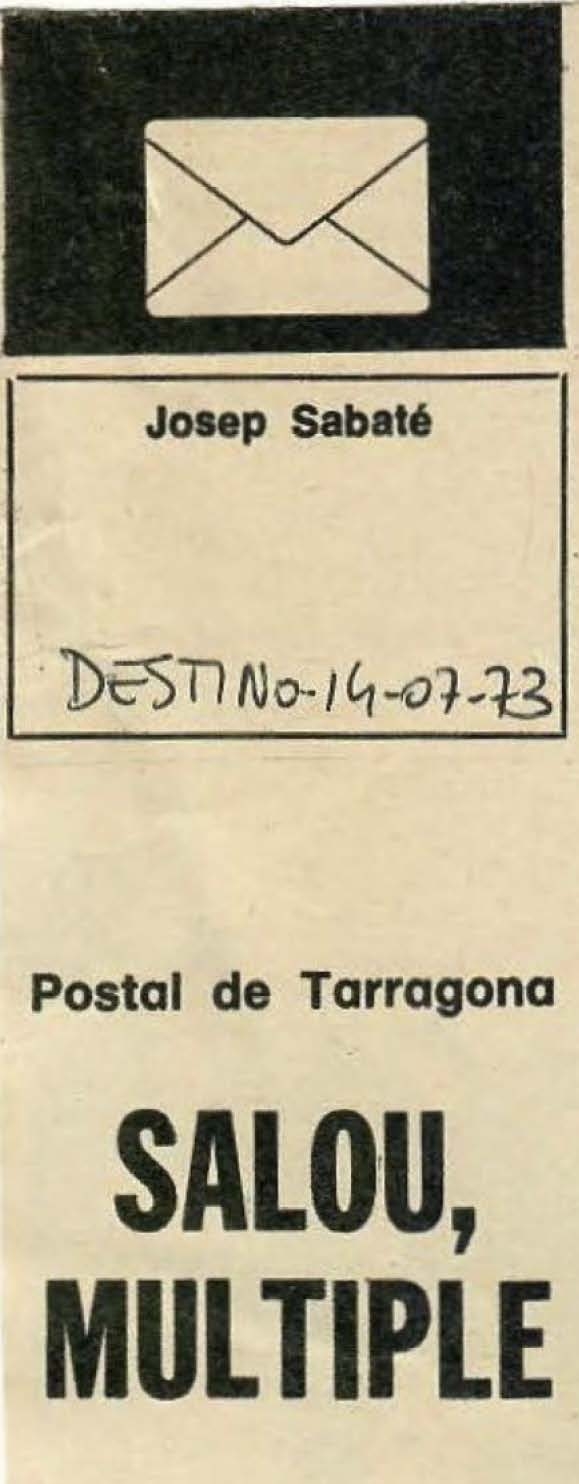 Josep Sabaté
DESTINO-14-07-73
Postal de Tarragona
SALOU,
MULTIPLE